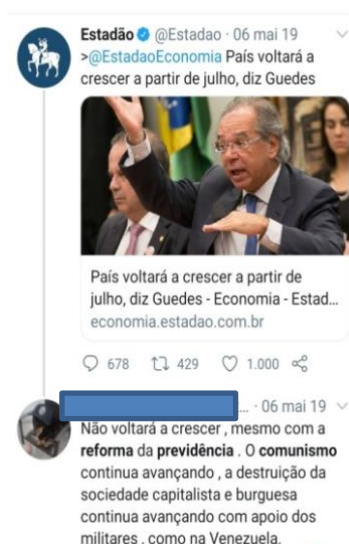 Estadão @Estadao · 06 mai 19
>@EstadaoEconomia País voltará a
crescer a partir de julho, diz Guedes
País voltará a crescer a partir de
julho, diz Guedes - Economia - Estad...
economia.estadao.com.br
678 429 1.000
... · 06 mai 19
Não voltará a crescer , mesmo com a
reforma da previdência . O comunismo
continua avançando , a destruição da
sociedade capitalista e burguesa
continua avançando com apoio dos
militares , como na Venezuela.